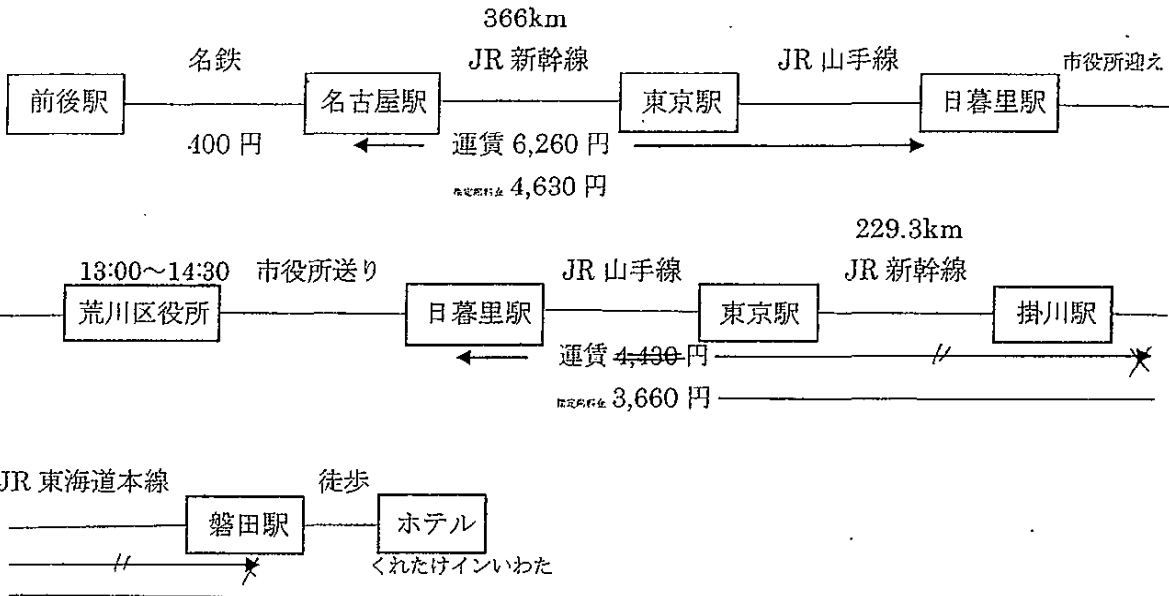 366km
名鉄 JR 新幹線 JR 山手線 市役所迎え
前後駅 名古屋駅 東京駅 日暮里駅
400 円 運賃 6,260 円
4,630 円
229.3km
13:00～14:30 市役所送り JR 山手線 JR 新幹線
荒川区役所 日暮里駅 東京駅 掛川駅
運賃 4,430 円
3,660 円
JR 東海道本線 徒歩
磐田駅 ホテル
くれたけインいわた